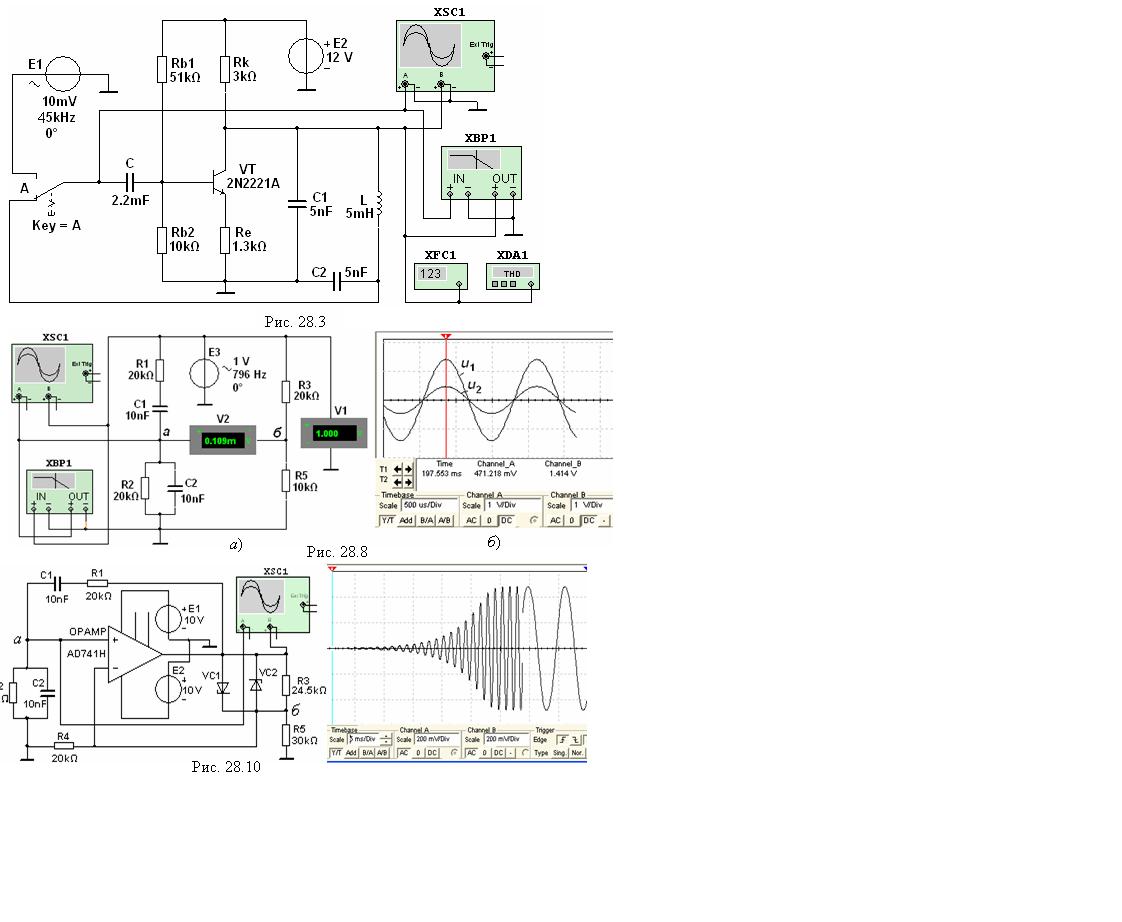 XSC1
E1
Rb1
51kΩ
Rk
3kΩ
+ E2
12 V
Ext Trig
A
B
10mV
45kHz
0°
XBP1
IN
OUT
A
C
2.2mF
VT
2N2221A
C1
5nF
L
5mH
Key = A
Rb2
10kΩ
Re
1.3kΩ
C2
5nF
XFC1
123
XDA1
THD
Рис. 28.3
XSC1
Ext Trig
A
B
R1
20kΩ
E3
1 V
796 Hz
0°
R3
20kΩ
C1
10nF
V2
0.109m
V1
1.000
а
б
XBP1
IN
OUT
R2
20kΩ
C2
10nF
R5
10kΩ
а)
u1
u2
Time
Channel_A
Channel_B
T1
T2
197.553 ms
471.218 mV
1.414 V
Timebase
Channel A
Channel B
Scale
500 us/Div
Scale
1 V/Div
Scale
1 V/Div
Y/T
Add
B/A
A/B
AC
0
DC
AC
0
DC
-
б)
Рис. 28.8
C1
10nF
R1
20kΩ
XSC1
Ext Trig
A
B
OPAMP
AD741H
+E1
10V
а
E2
+
10V
VC1
VC2
R3
24.5kΩ
2
Ω
C2
10nF
б
R4
20kΩ
R5
30kΩ
Timebase
Channel A
Channel B
Trigger
Scale
5 ms/Div
Scale
200 mV/Div
Scale
200 mV/Div
Edge
Y/T
Add
B/A
A/B
AC
0
DC
AC
0
DC
-
Type
Sing.
Nor.
Рис. 28.10